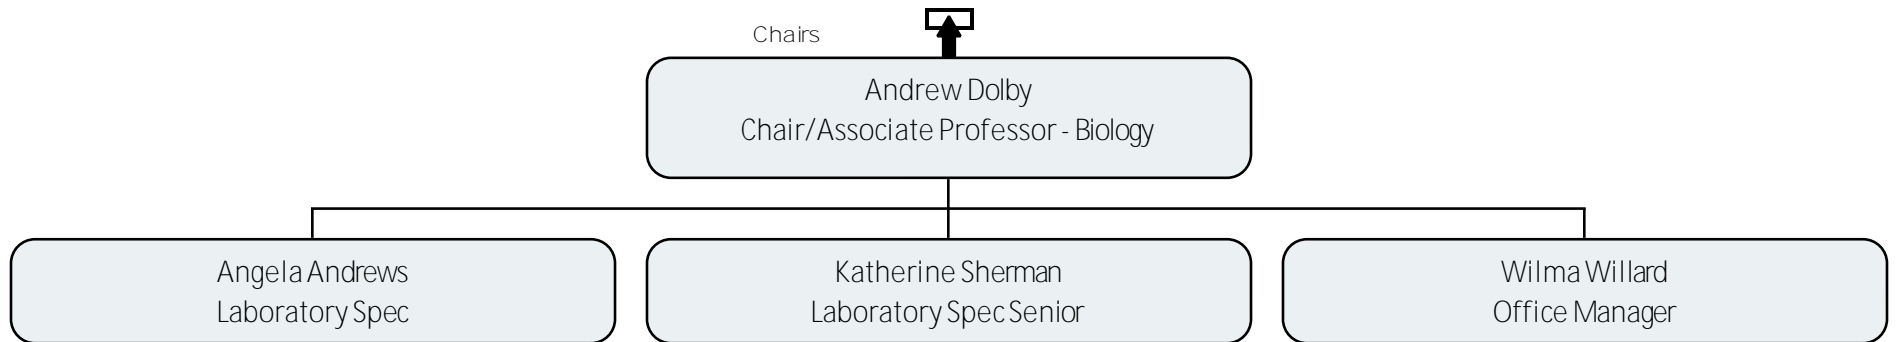 Chairs
Andrew Dolby
Chair/Associate Professor - Biology
Angela Andrews
Laboratory Spec
Katherine Sherman
Laboratory Spec Senior
Wilma Willard
Office Manager